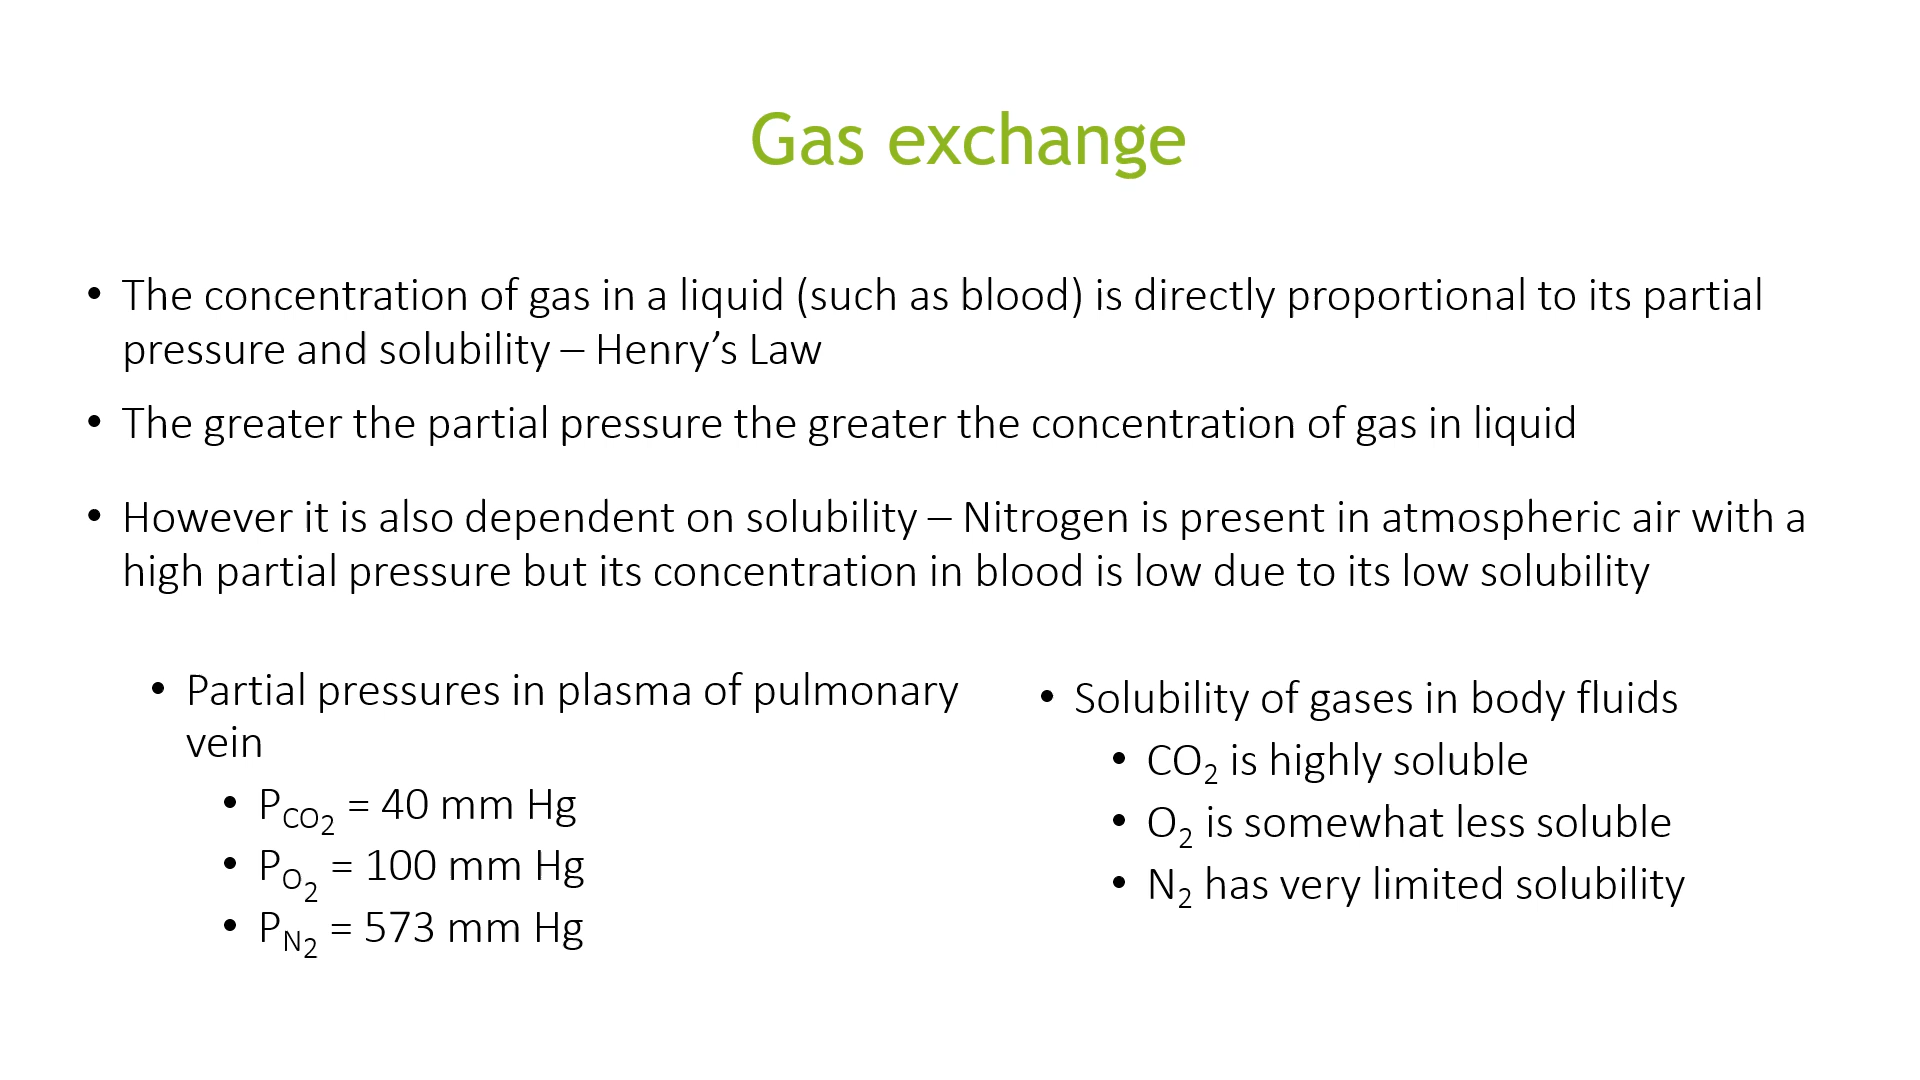 Gas exchange
• The concentration of gas in a liquid (such as blood) is directly proportional to its partial
pressure and solubility – Henry’s Law
• The greater the partial pressure the greater the concentration of gas in liquid
• However it is also dependent on solubility – Nitrogen is present in atmospheric air with a
high partial pressure but its concentration in blood is low due to its low solubility
• Partial pressures in plasma of pulmonary
vein
• PCO2 = 40 mm Hg
• PO2 = 100 mm Hg
• PN2 = 573 mm Hg
• Solubility of gases in body fluids
• CO2 is highly soluble
• O2 is somewhat less soluble
• N2 has very limited solubility